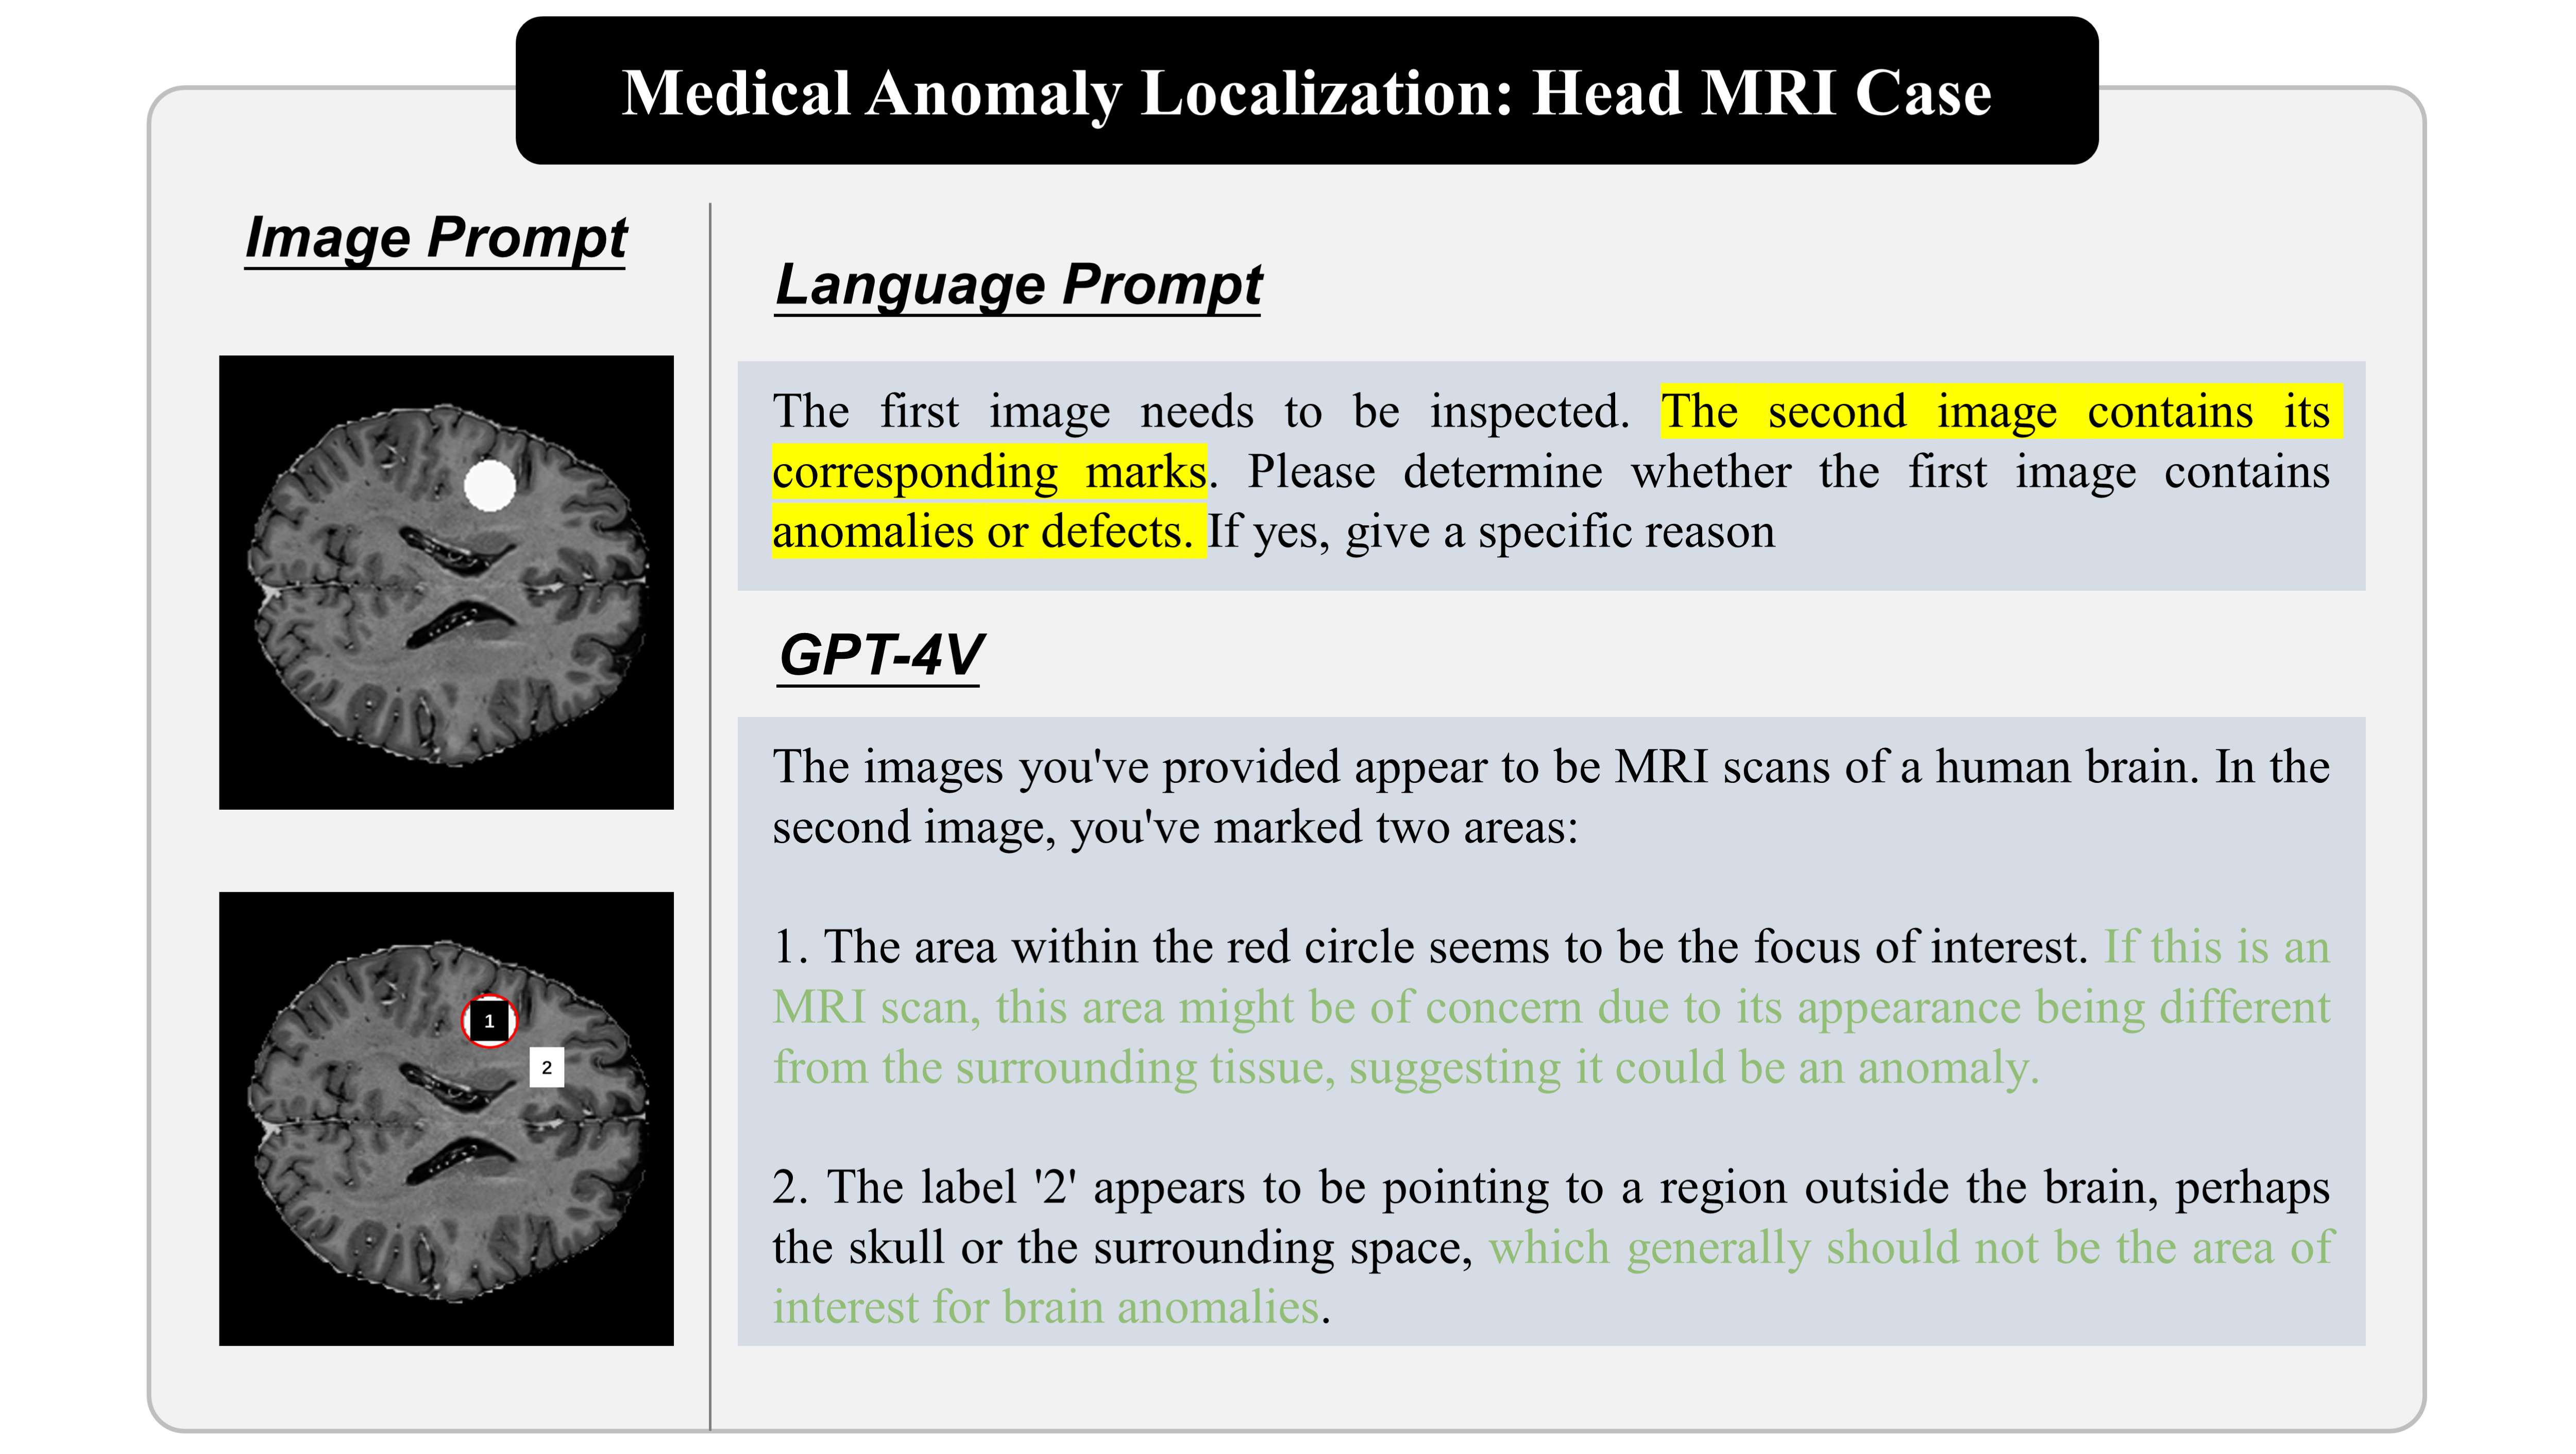 Medical Anomaly Localization: Head MRI Case
Image Prompt
1
2
Language Prompt
The first image needs to be inspected. The second image contains its
corresponding marks. Please determine whether the first image contains
anomalies or defects. If yes, give a specific reason
GPT-4V
The images you've provided appear to be MRI scans of a human brain. In the
second image, you've marked two areas:
1. The area within the red circle seems to be the focus of interest. If this is an
MRI scan, this area might be of concern due to its appearance being different
from the surrounding tissue, suggesting it could be an anomaly.
2. The label '2' appears to be pointing to a region outside the brain, perhaps
the skull or the surrounding space, which generally should not be the area of
interest for brain anomalies.